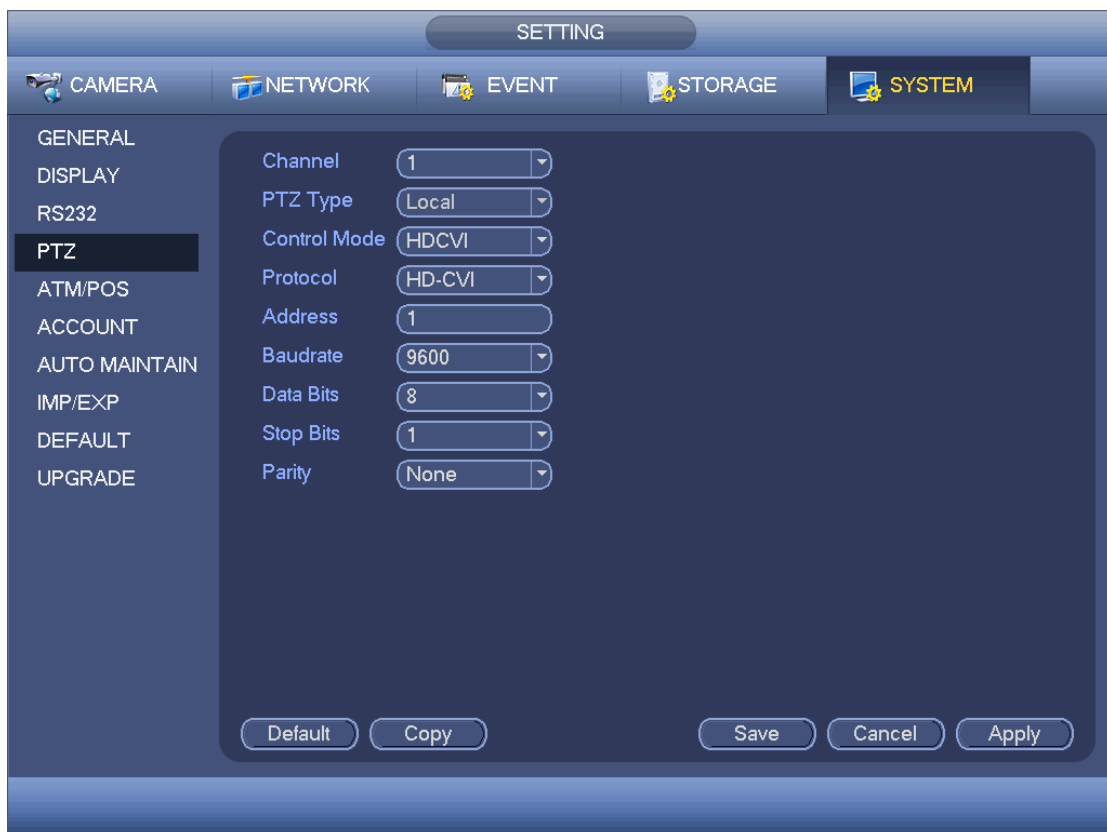 SETTING
CAMERA NETWORK EVENT STORAGE SYSTEM
GENERAL
DISPLAY
RS232
PTZ
ATM/POS
ACCOUNT
AUTO MAINTAIN
IMP/EXP
DEFAULT
UPGRADE
Channel 1
PTZ Type Local
Control Mode HDCVI
Protocol HD-CVI
Address 1
Baudrate 9600
Data Bits 8
Stop Bits 1
Parity None
Default Copy Save Cancel Apply